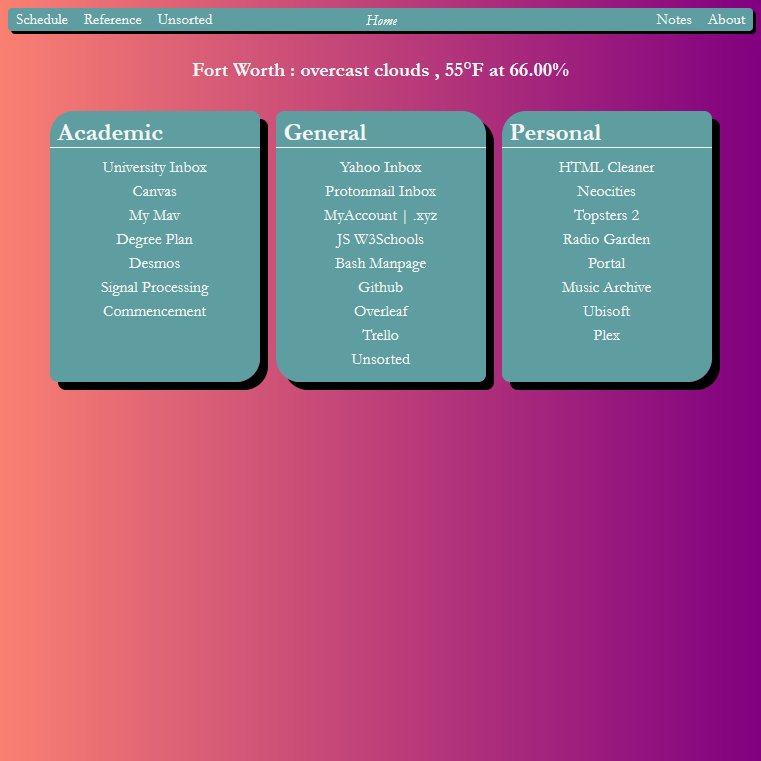 Schedule Reference Unsorted Home Notes About
Fort Worth : overcast clouds , 55°F at 66.00%
Academic
University Inbox
Canvas
My Mav
Degree Plan
Desmos
Signal Processing
Commencement
General
Yahoo Inbox
Protonmail Inbox
MyAccount | .xyz
JS W3Schools
Bash Manpage
Github
Overleaf
Trello
Unsorted
Personal
HTML Cleaner
Neocities
Topsters 2
Radio Garden
Portal
Music Archive
Ubisoft
Plex